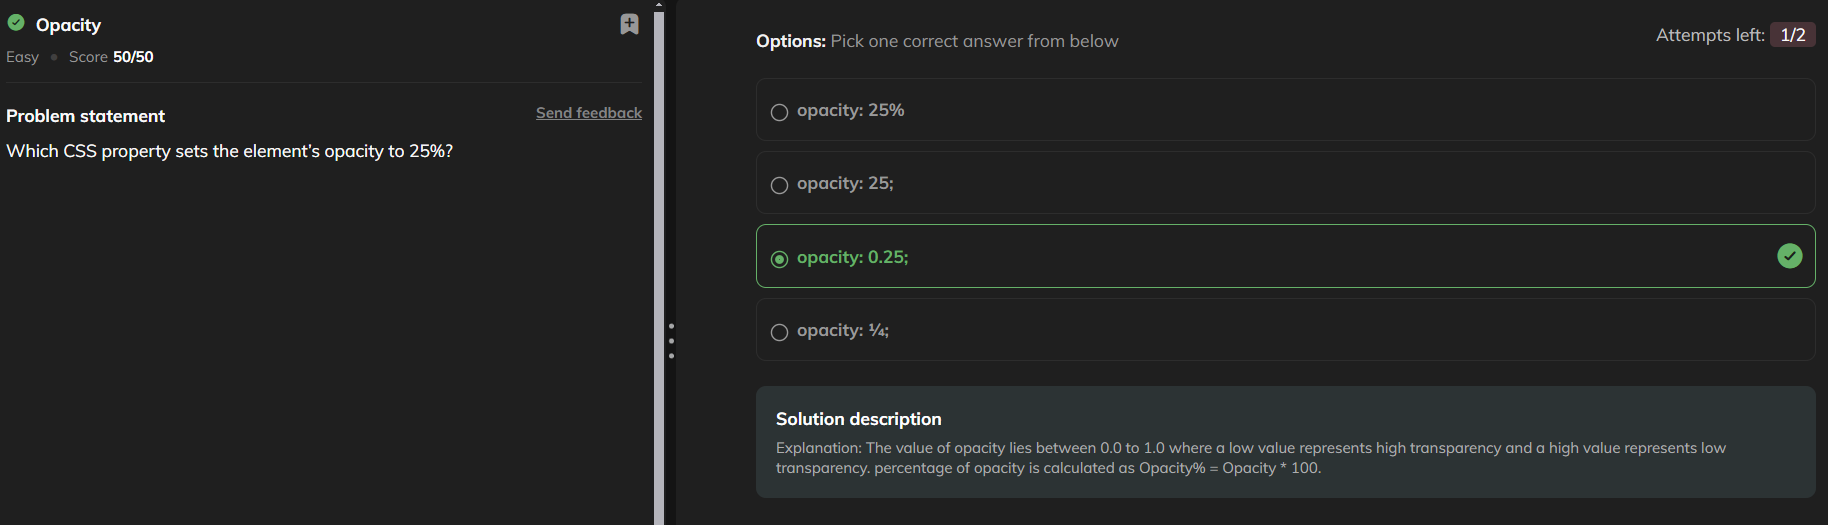 Opacity
Easy • Score 50/50
Problem statement
Send feedback
Which CSS property sets the element's opacity to 25%?
Options: Pick one correct answer from below
Attempts left: 1/2
opacity: 25%
opacity: 25;
opacity: 0.25;
opacity: ¼;
Solution description
Explanation: The value of opacity lies between 0.0 to 1.0 where a low value represents high transparency and a high value represents low
transparency. percentage of opacity is calculated as Opacity% = Opacity * 100.